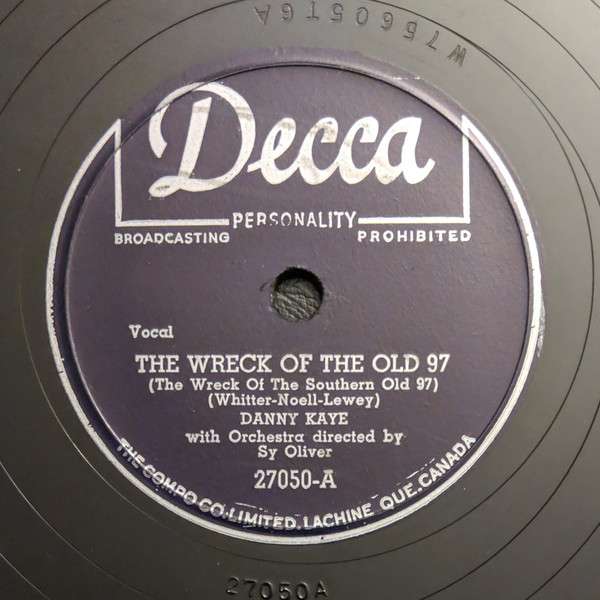 W75605T6A
Decca
PERSONALITY
BROADCASTING PROHIBITED
Vocal
THE WRECK OF THE OLD 97
(The Wreck Of The Southern Old 97)
(Whitter-Noell-Lewey)
DANNY KAYE
with Orchestra directed by
Sy Oliver
27050-A
THE COMPO CO. LIMITED. LACHINE QUE. CANADA
27050A